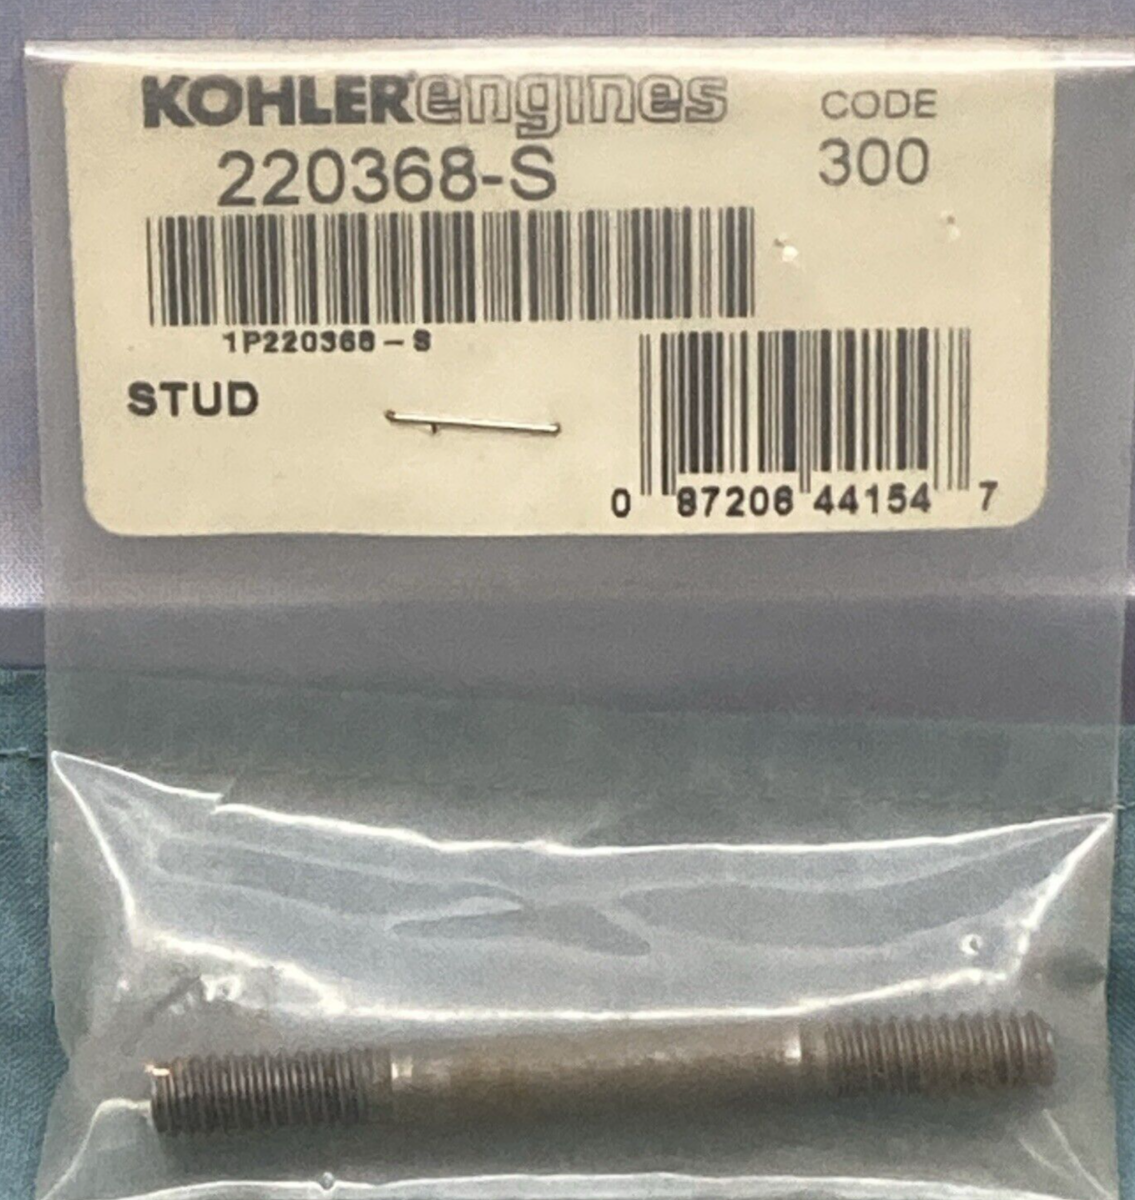 KOHLERengines
CODE
220368-S
300
1P220368-S
STUD
0 87206 44154 7